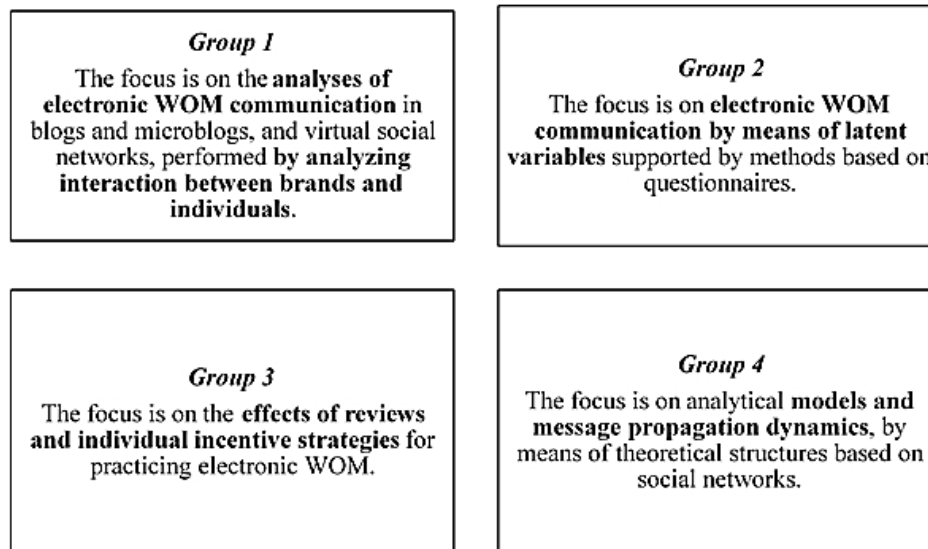 Group 1
The focus is on the analyses of
electronic WOM communication in
blogs and microblogs, and virtual social
networks, performed by analyzing
interaction between brands and
individuals.
Group 2
The focus is on electronic WOM
communication by means of latent
variables supported by methods based on
questionnaires.
Group 3
The focus is on the effects of reviews
and individual incentive strategies for
practicing electronic WOM.
Group 4
The focus is on analytical models and
message propagation dynamics, by
means of theoretical structures based on
social networks.